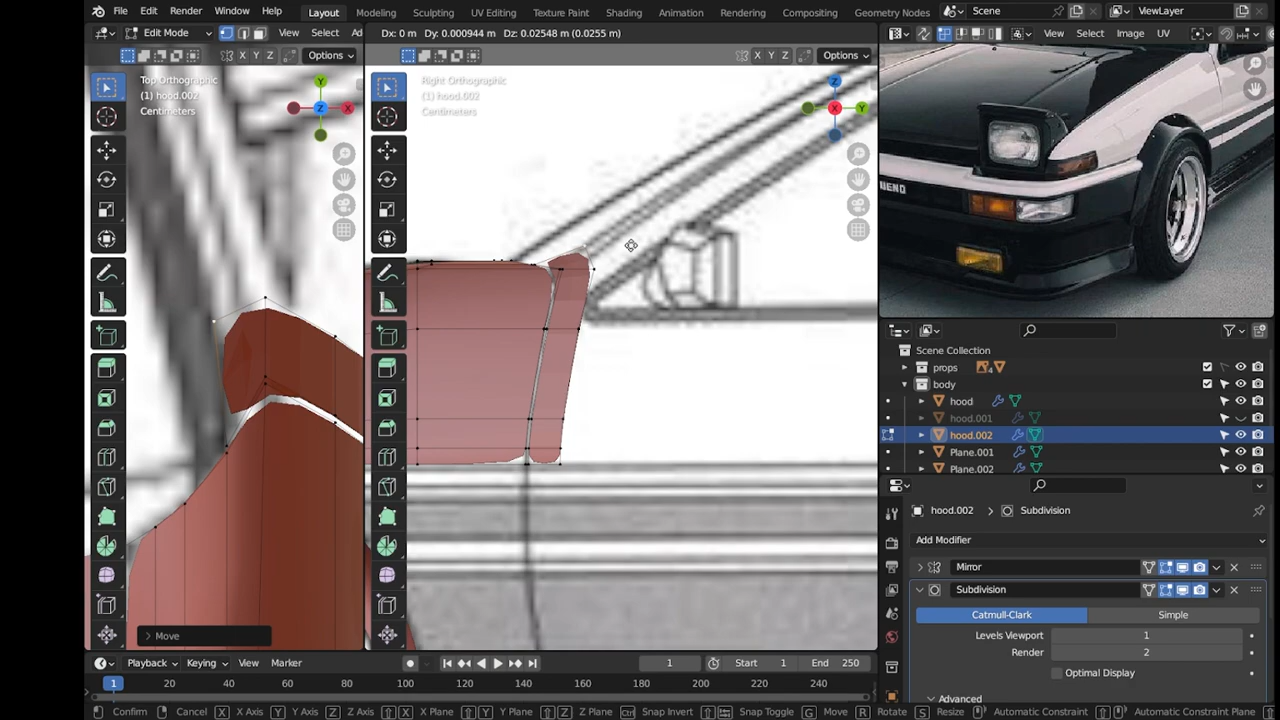 File Edit Render Window Help Layout Modeling Sculpting UV Editing Texture Paint Shading Animation Rendering Compositing Geometry Nodes Scene ViewLayer
Edit Mode View Select Ad
Dx: 0 m Dy: 0.000944 m Dz: 0.02548 m (0.0255 m)
View Select Image UV
X Y Z Options
X Y Z Options
Top Orthographic
(1) hood.002
Centimeters
Y
Z
X
Right Orthographic
(1) hood.002
Centimeters
Z
X
Y
Scene Collection
props 4
body
hood
hood.001
hood.002
Plane.001
Plane.002
hood.002 Subdivision
Add Modifier
Mirror
Subdivision
Catmull-Clark Simple
Levels Viewport 1
Render 2
Optimal Display
Advanced
Move
Playback Keying View Marker 1 Start 1 End 250
1 20 40 60 80 100 120 140 160 180 200 220 240
Confirm Cancel X X Axis Y Y Axis Z Z Axis X X Plane Y Y Plane Z Z Plane Ctrl Snap Invert Snap Toggle G Move R Rotate S Resize Automatic Constraint Automatic Constraint Plane